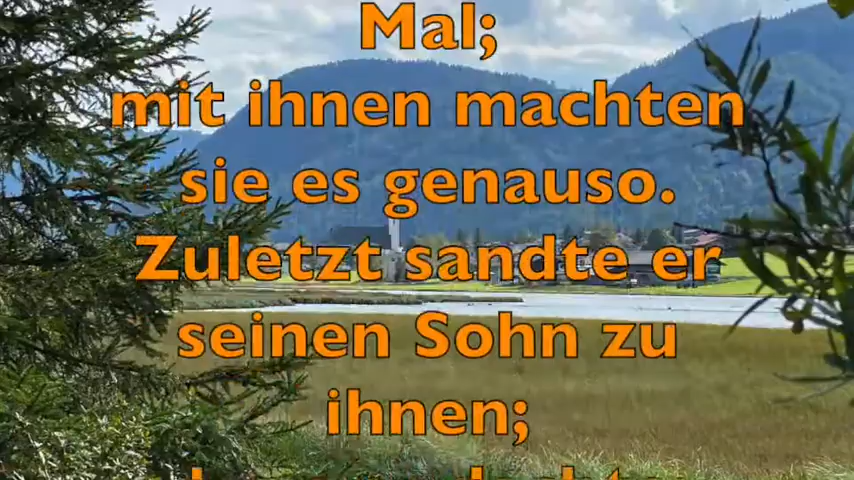 Mal;
mit ihnen machten
sie es genauso.
Zuletzt sandte er
seinen Sohn zu
ihnen;